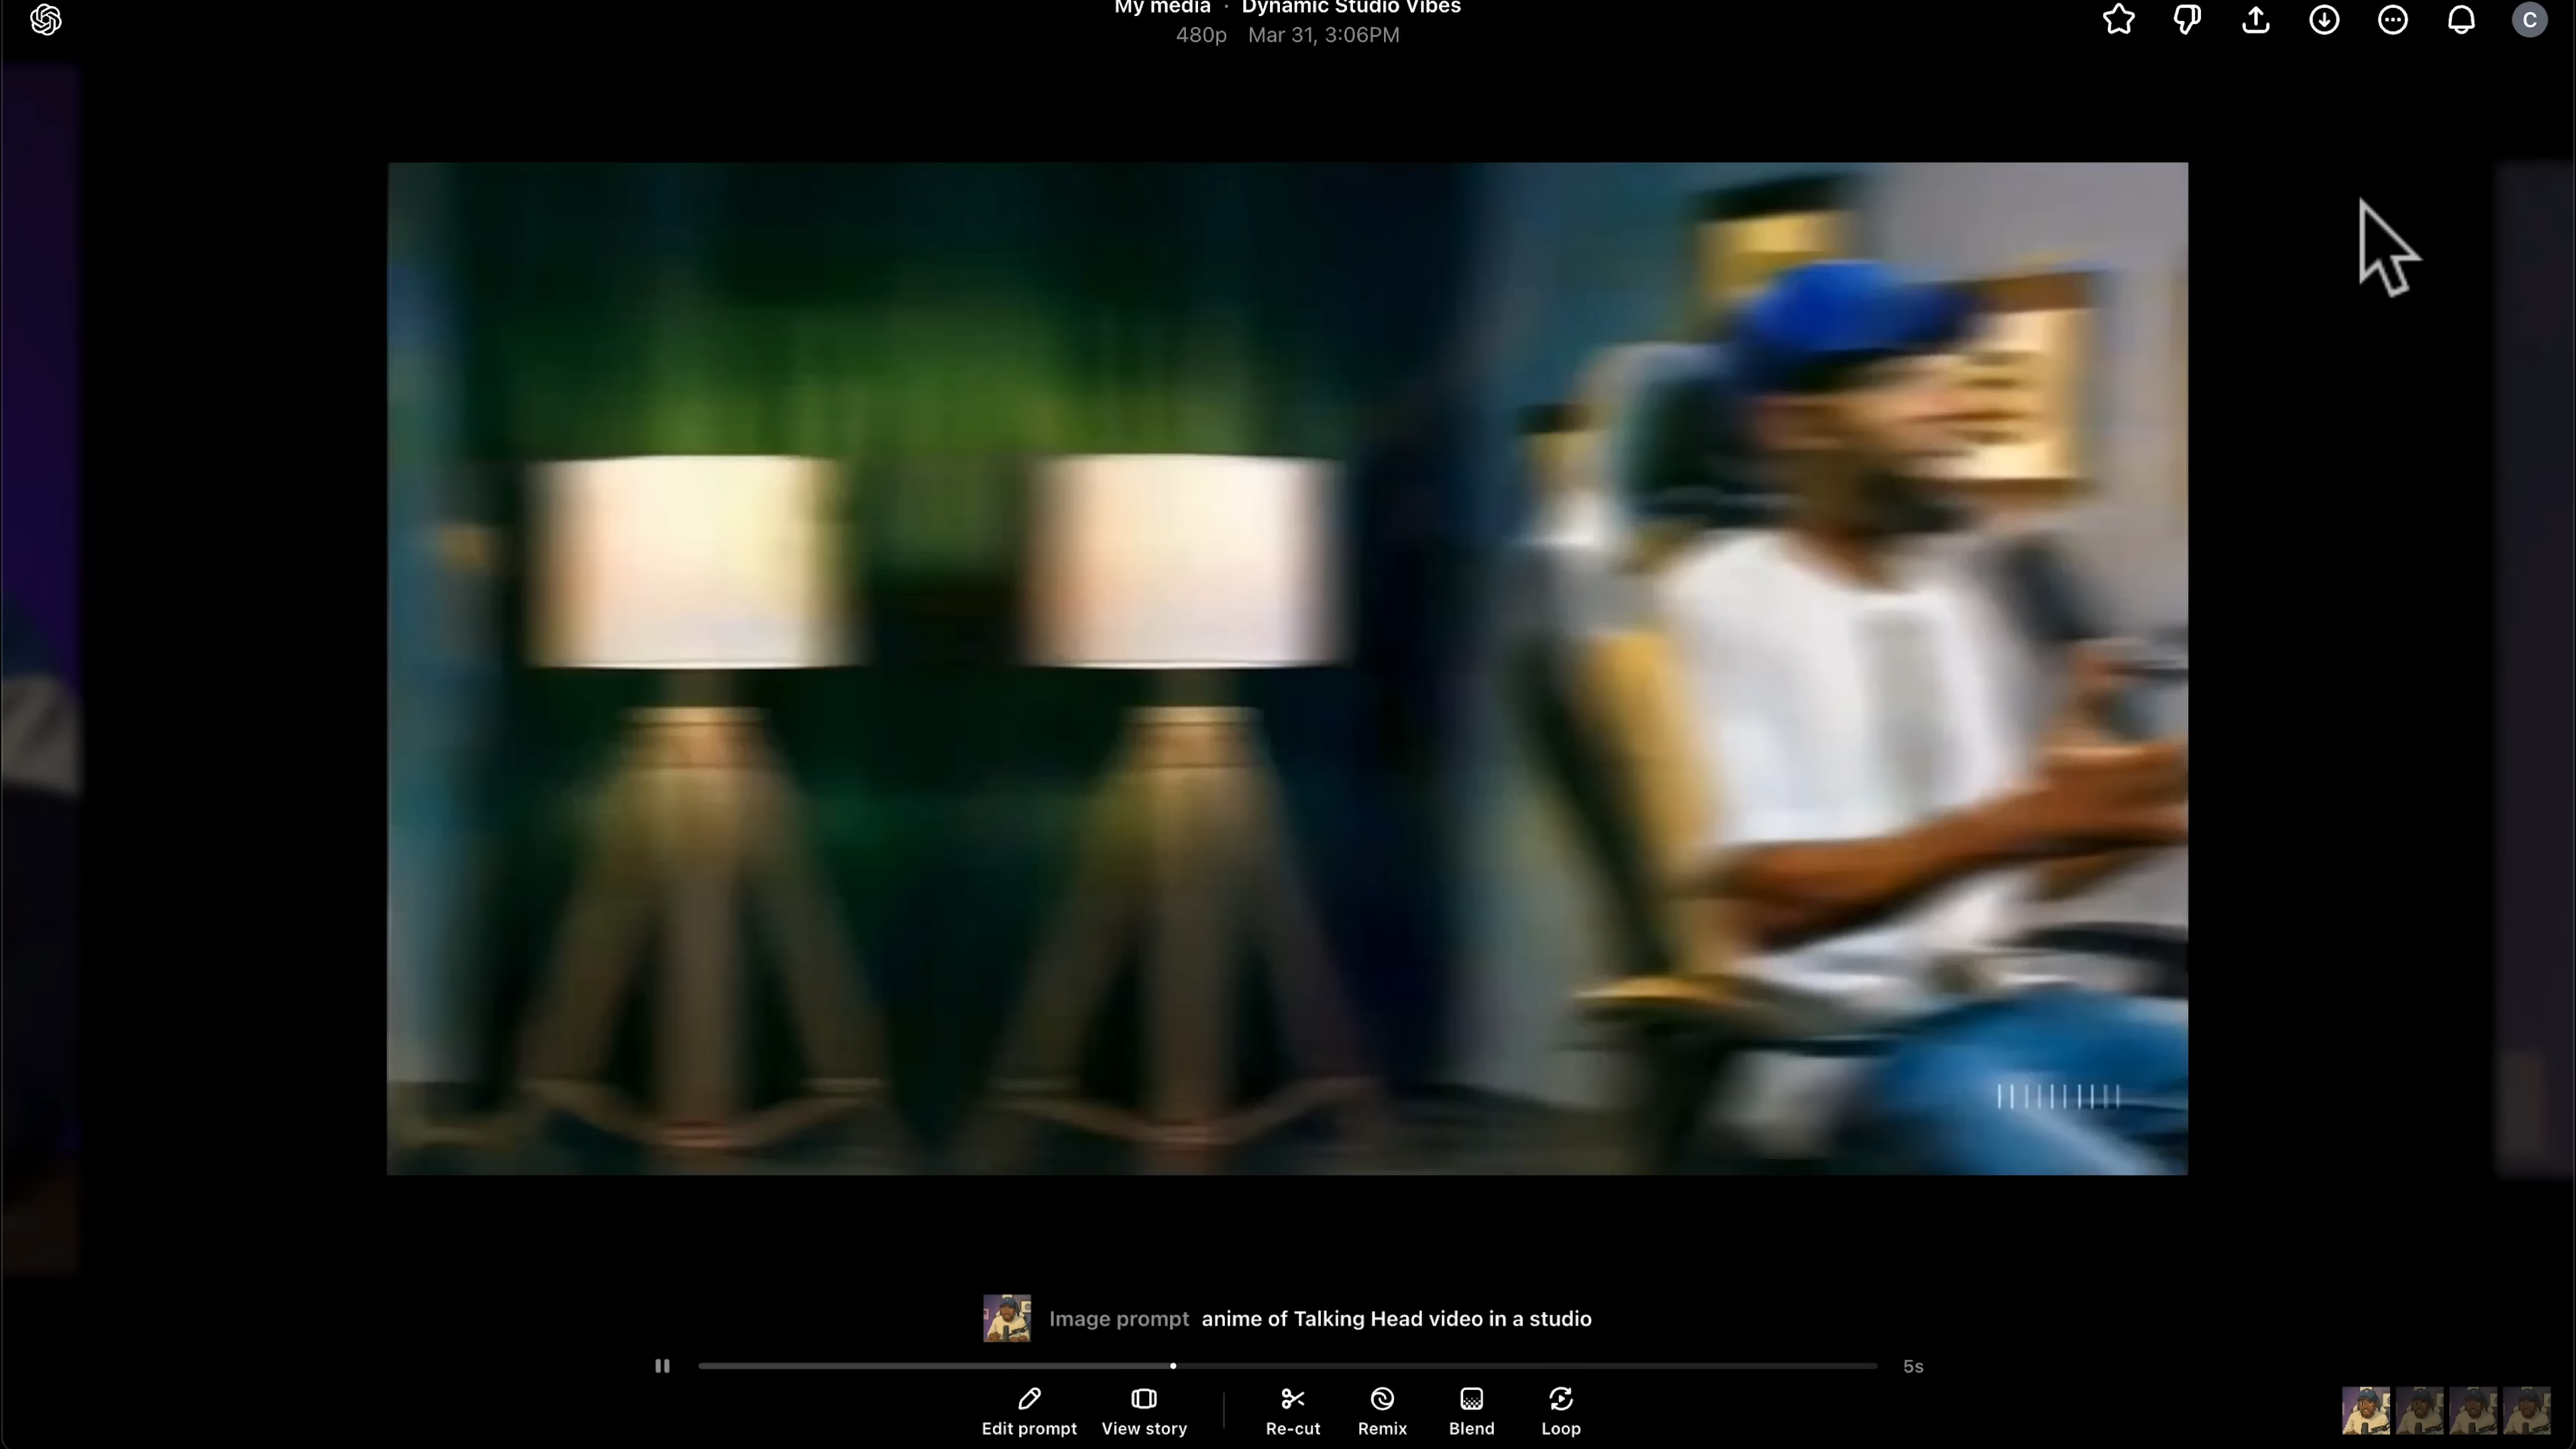 My media · Dynamic Studio Vibes
480p Mar 31, 3:06PM
C
Image prompt anime of Talking Head video in a studio
5s
Edit prompt View story Re-cut Remix Blend Loop